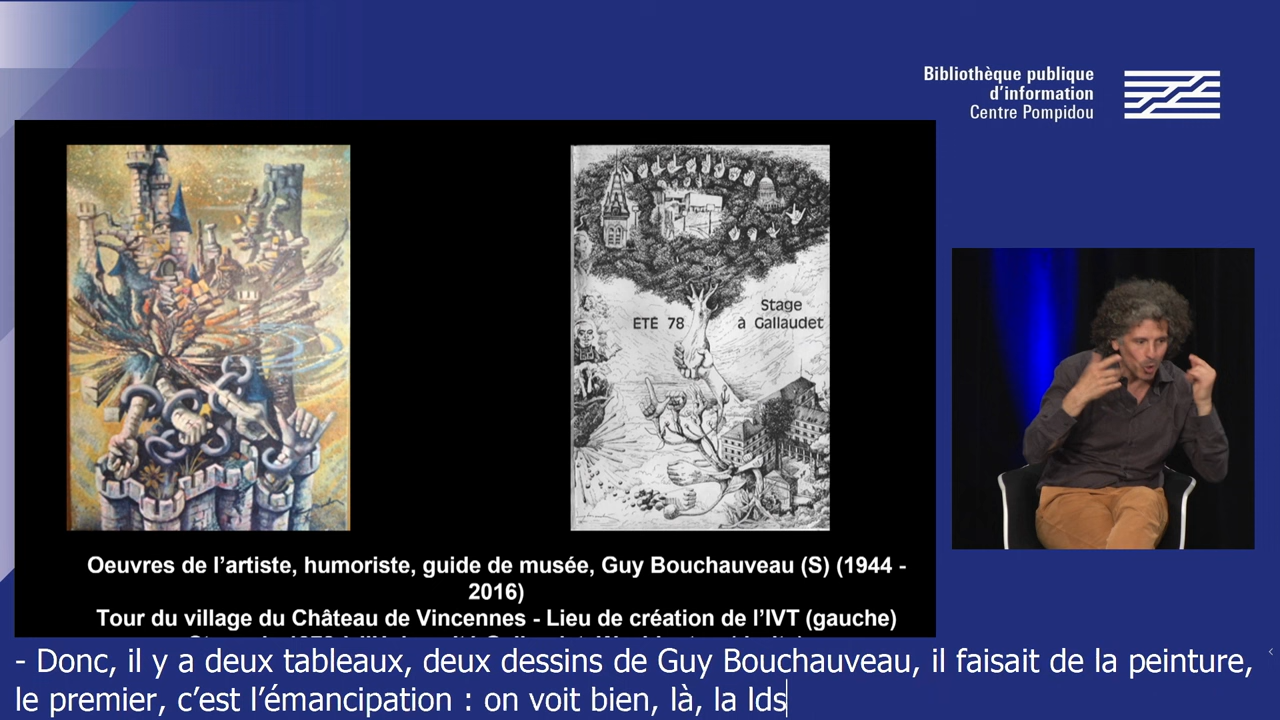 Bibliothèque publique
d'information
Centre Pompidou
ÉTÉ 78
Stage
à Gallaudet
Oeuvres de l'artiste, humoriste, guide de musée, Guy Bouchauveau (S) (1944 -
2016)
Tour du village du Château de Vincennes - Lieu de création de l'IVT (gauche)
- Donc, il y a deux tableaux, deux dessins de Guy Bouchauveau, il faisait de la peinture,
le premier, c'est l'émancipation : on voit bien, là, la lds